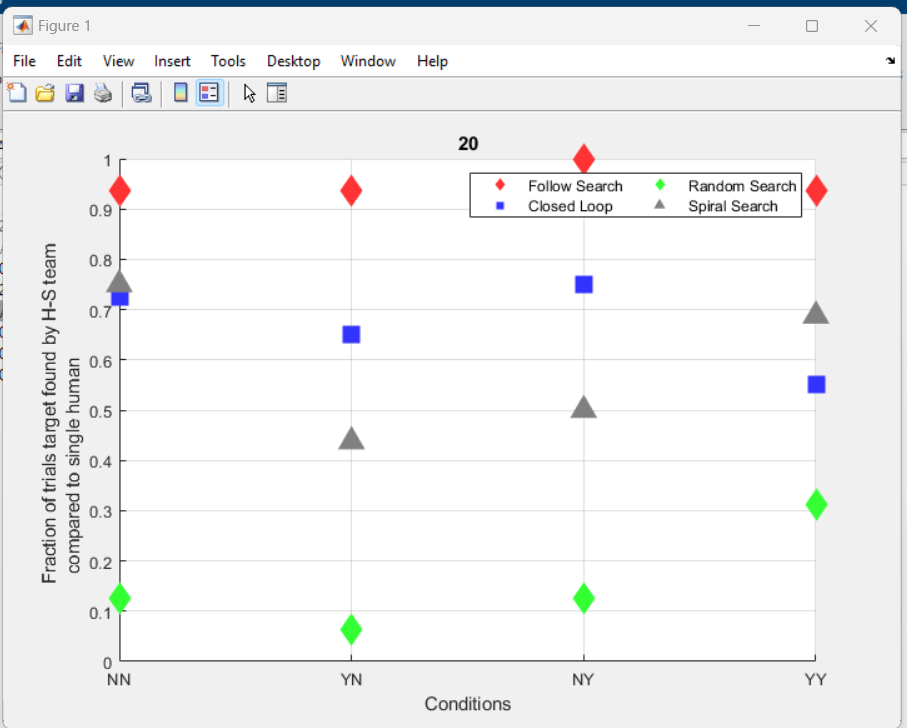 Figure 1
File Edit View Insert Tools Desktop Window Help
20
1
0.9
0.8
0.7
0.6
0.5
0.4
0.3
0.2
0.1
0
Fraction of trials target found by H-S team
compared to single human
Follow Search Random Search
Closed Loop Spiral Search
NN YN NY YY
Conditions